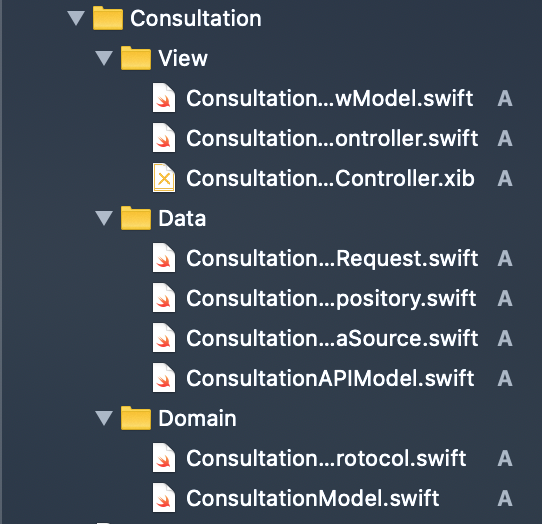 Consultation
View
Consultation...wModel.swift A
Consultation...ontroller.swift A
Consultation...Controller.xib A
Data
Consultation...Request.swift A
Consultation...pository.swift A
Consultation...aSource.swift A
ConsultationAPIModel.swift A
Domain
Consultation...rotocol.swift A
ConsultationModel.swift A